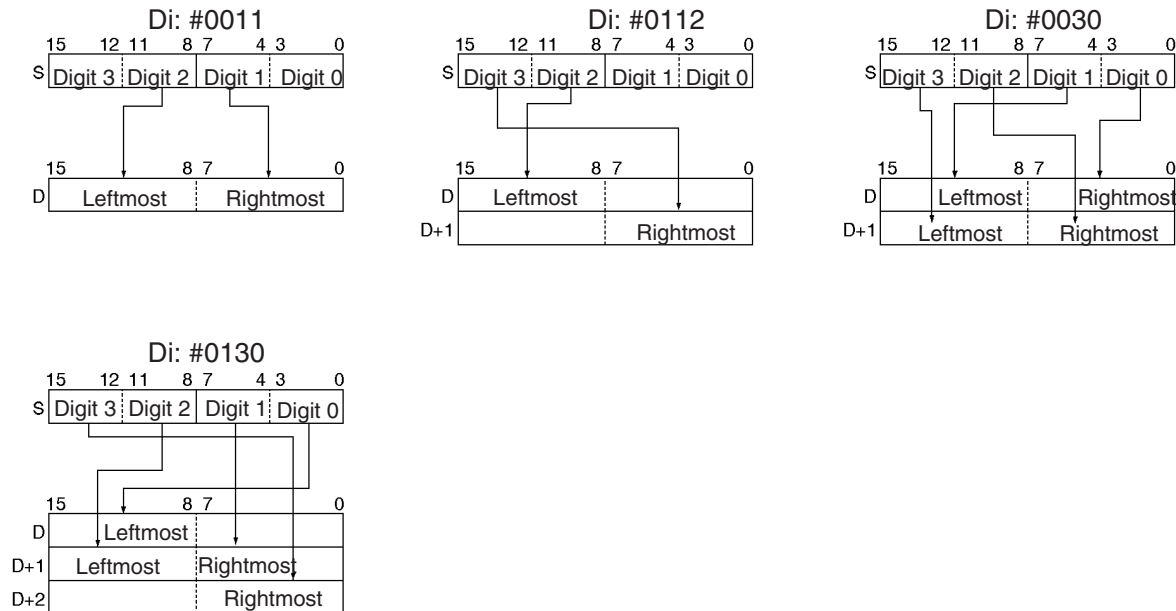 Di: #0011
15 12 11 8 7 4 3 0
S Digit 3 Digit 2 Digit 1 Digit 0
15 8 7 0
D Leftmost Rightmost
Di: #0112
15 12 11 8 7 4 3 0
S Digit 3 Digit 2 Digit 1 Digit 0
15 8 7 0
D Leftmost
D+1 Rightmost
Di: #0030
15 12 11 8 7 4 3 0
S Digit 3 Digit 2 Digit 1 Digit 0
15 8 7 0
D Leftmost Rightmost
D+1 Leftmost Rightmost
Di: #0130
15 12 11 8 7 4 3 0
S Digit 3 Digit 2 Digit 1 Digit 0
15 8 7 0
D Leftmost
D+1 Leftmost Rightmost
D+2 Rightmost